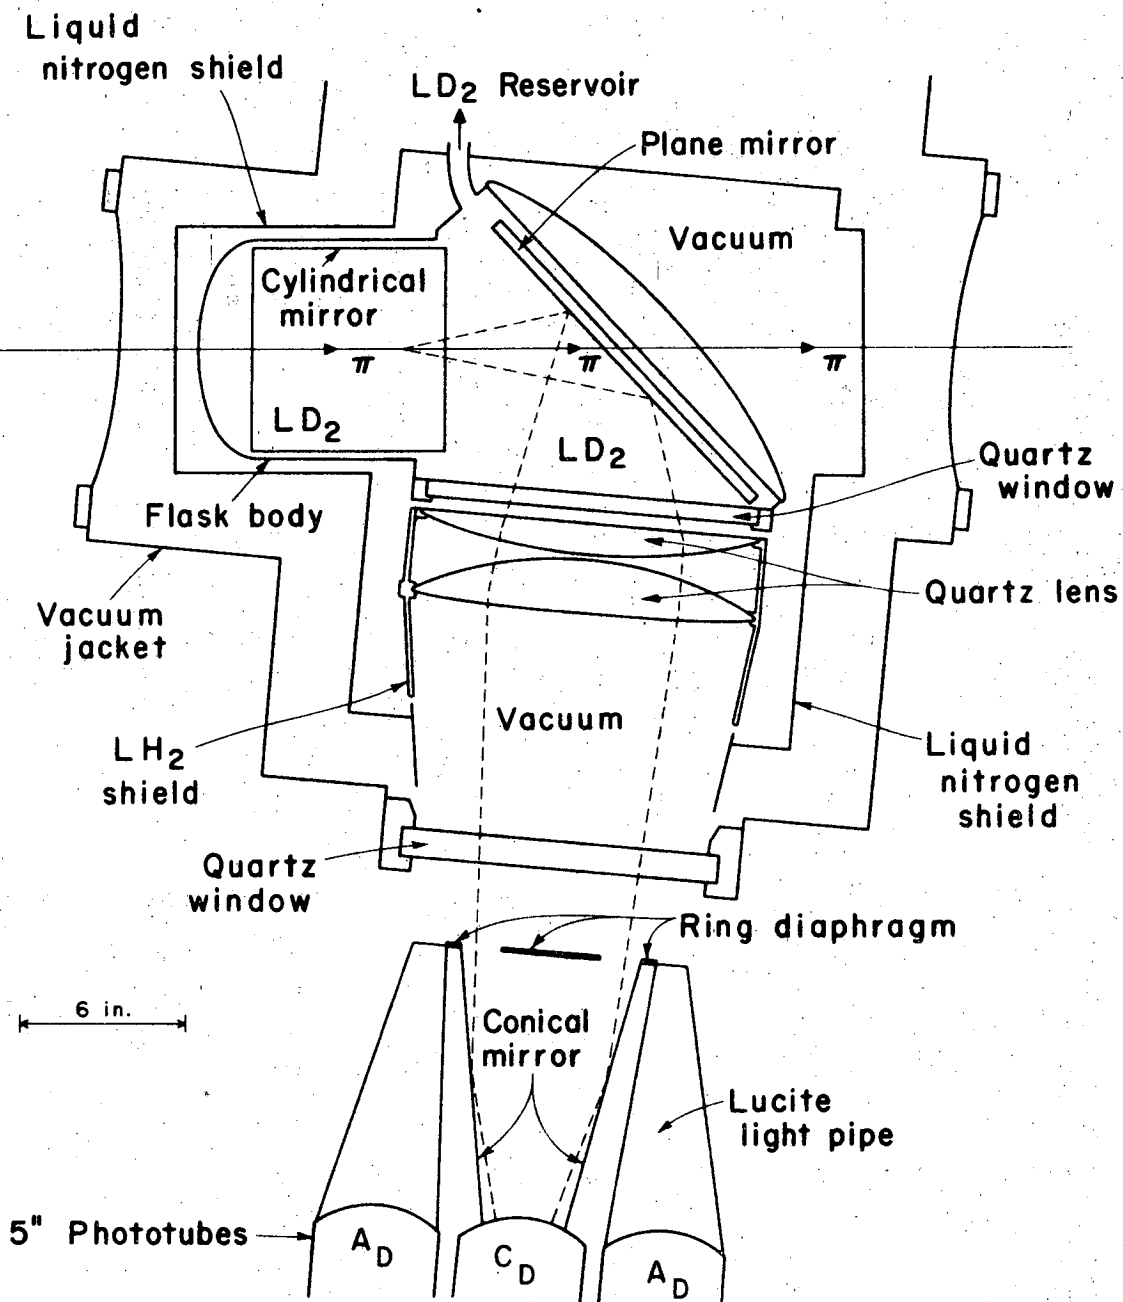 Liquid
nitrogen shield
LD2 Reservoir
Plane mirror
Vacuum
Cylindrical
mirror
π
π
π
LD2
LD2
Quartz
window
Flask body
Quartz lens
Vacuum
jacket
Vacuum
LH2
shield
Liquid
nitrogen
shield
Quartz
window
Ring diaphragm
6 in.
Conical
mirror
Lucite
light pipe
5" Phototubes
AD
CD
AD